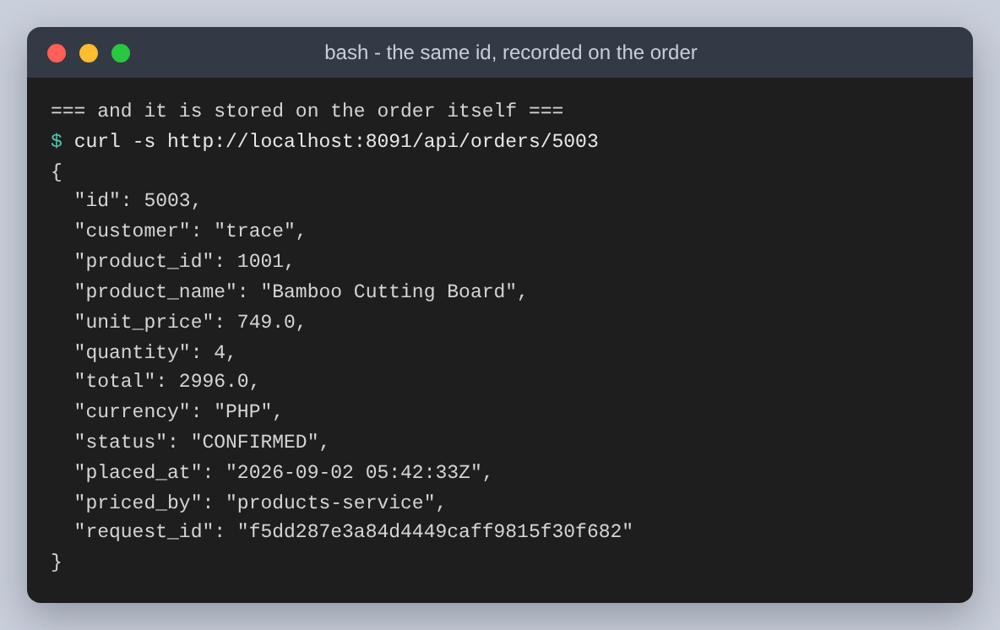 bash - the same id, recorded on the order
=== and it is stored on the order itself ===
$ curl -s http://localhost:8091/api/orders/5003
{
  "id": 5003,
  "customer": "trace",
  "product_id": 1001,
  "product_name": "Bamboo Cutting Board",
  "unit_price": 749.0,
  "quantity": 4,
  "total": 2996.0,
  "currency": "PHP",
  "status": "CONFIRMED",
  "placed_at": "2026-09-02 05:42:33Z",
  "priced_by": "products-service",
  "request_id": "f5dd287e3a84d4449caff9815f30f682"
}